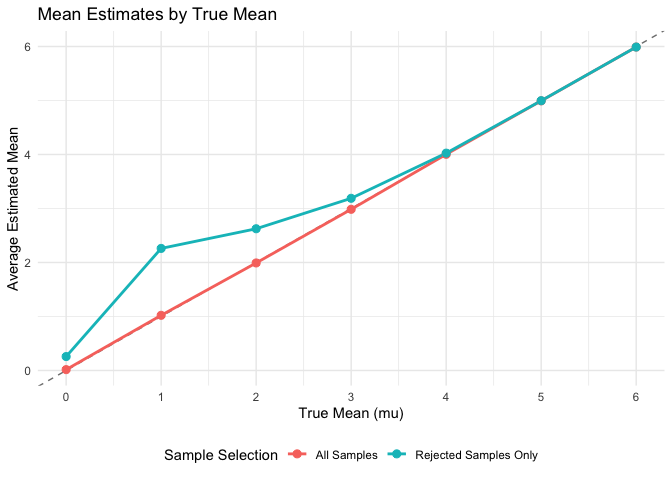 Mean Estimates by True Mean
Average Estimated Mean
6
4
2
0
0 1 2 3 4 5 6
True Mean (mu)
Sample Selection All Samples Rejected Samples Only